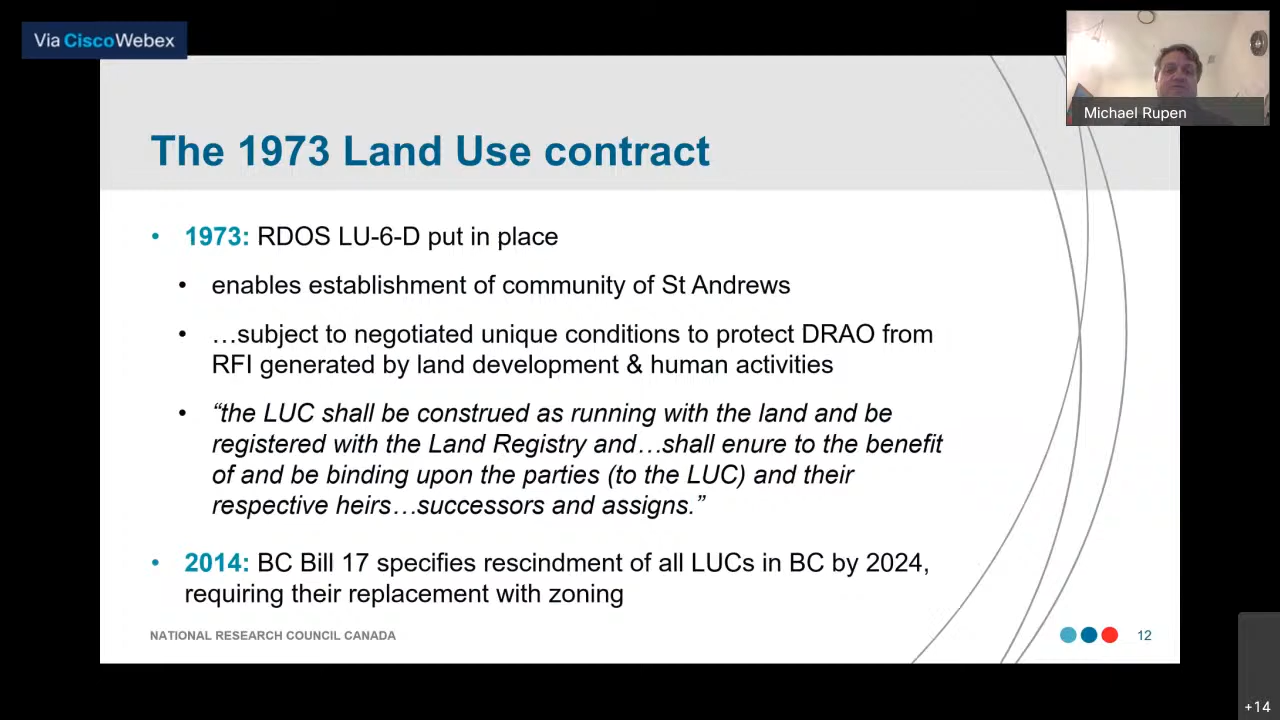 Via CiscoWebex
Michael Rupen
The 1973 Land Use contract
• 1973: RDOS LU-6-D put in place
• enables establishment of community of St Andrews
• …subject to negotiated unique conditions to protect DRAO from
RFI generated by land development & human activities
• “the LUC shall be construed as running with the land and be
registered with the Land Registry and…shall enure to the benefit
of and be binding upon the parties (to the LUC) and their
respective heirs…successors and assigns.”
• 2014: BC Bill 17 specifies rescindment of all LUCs in BC by 2024,
requiring their replacement with zoning
NATIONAL RESEARCH COUNCIL CANADA
12
+14